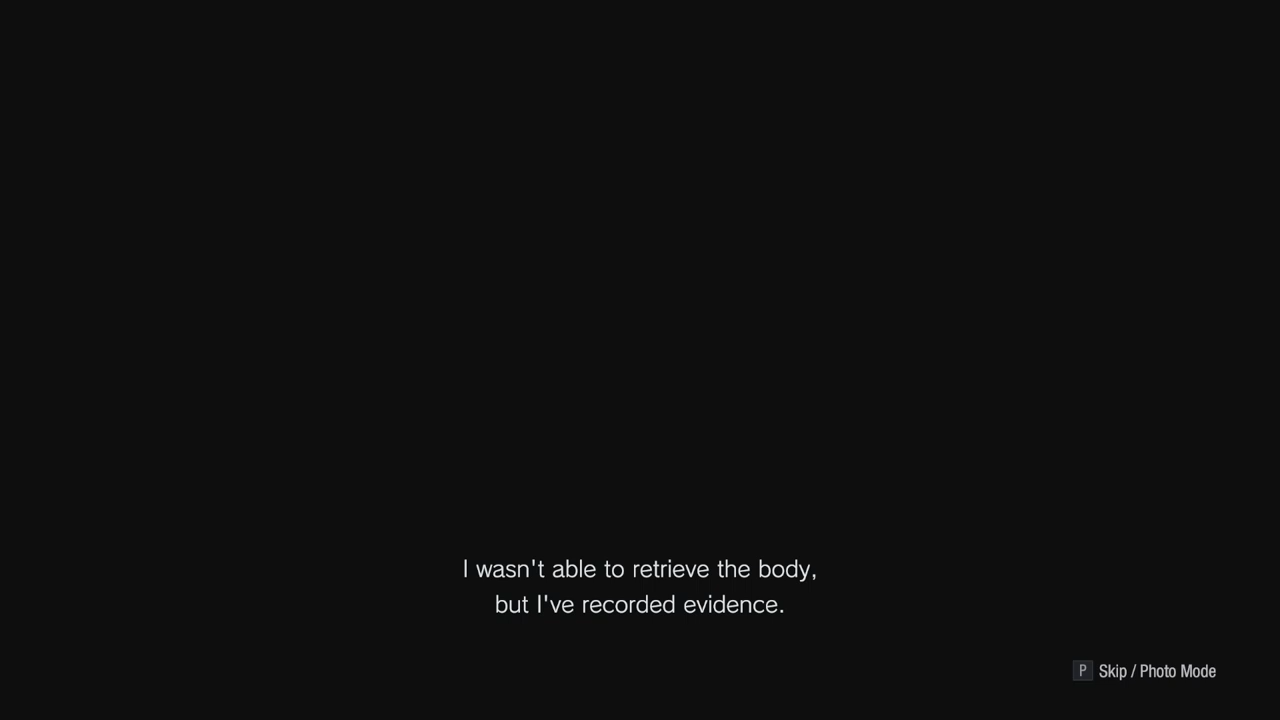 I wasn't able to retrieve the body,
but I've recorded evidence.
P Skip / Photo Mode